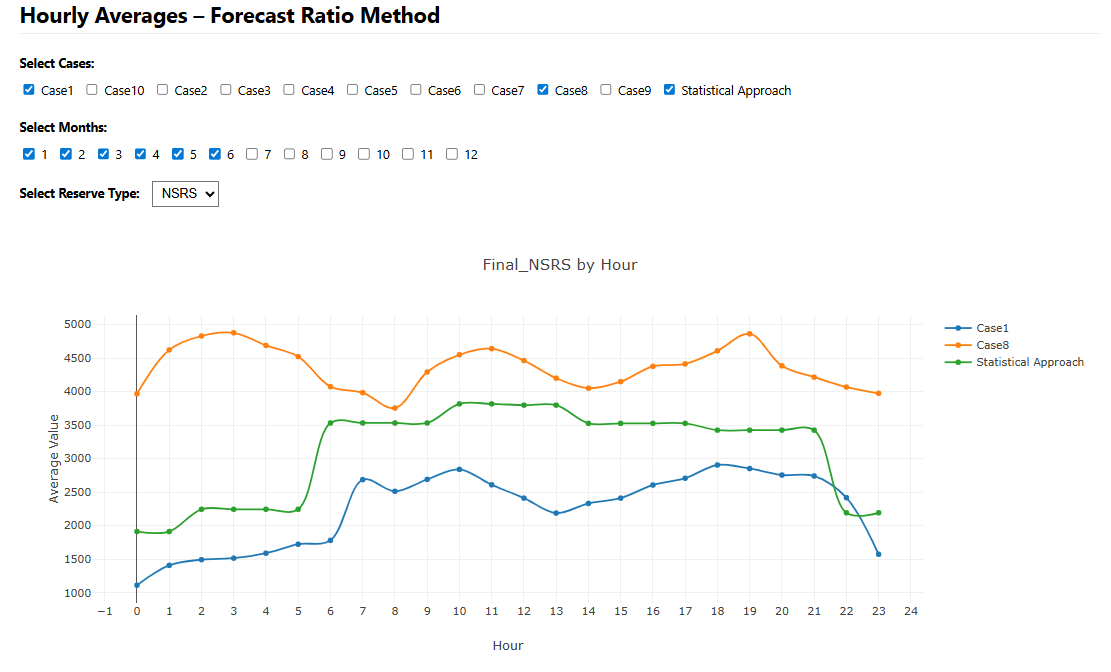 Hourly Averages – Forecast Ratio Method
Select Cases:
Case1 Case10 Case2 Case3 Case4 Case5 Case6 Case7 Case8 Case9 Statistical Approach
Select Months:
1 2 3 4 5 6 7 8 9 10 11 12
Select Reserve Type: NSRS
Final_NSRS by Hour
Case1
Case8
Statistical Approach
Average Value
5000
4500
4000
3500
3000
2500
2000
1500
1000
−1 0 1 2 3 4 5 6 7 8 9 10 11 12 13 14 15 16 17 18 19 20 21 22 23 24
Hour